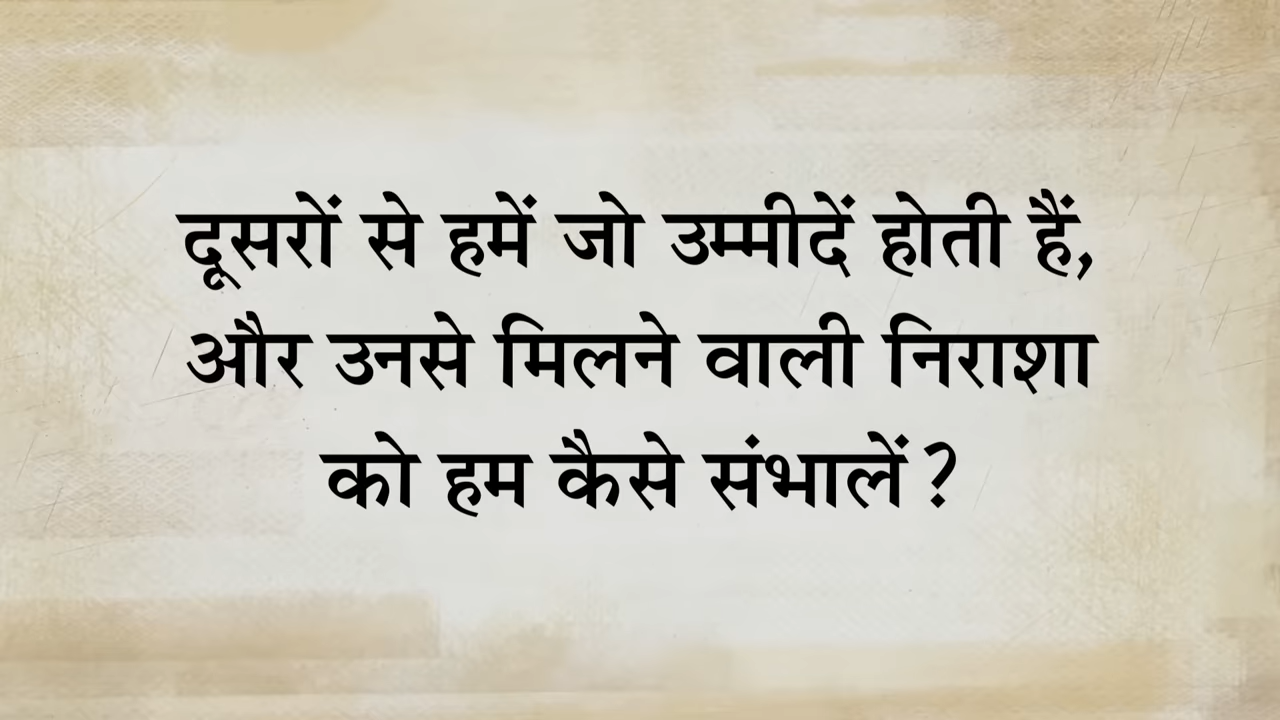 दूसरों से हमें जो उम्मीदें होती हैं,
और उनसे मिलने वाली निराशा
को हम कैसे संभालें ?